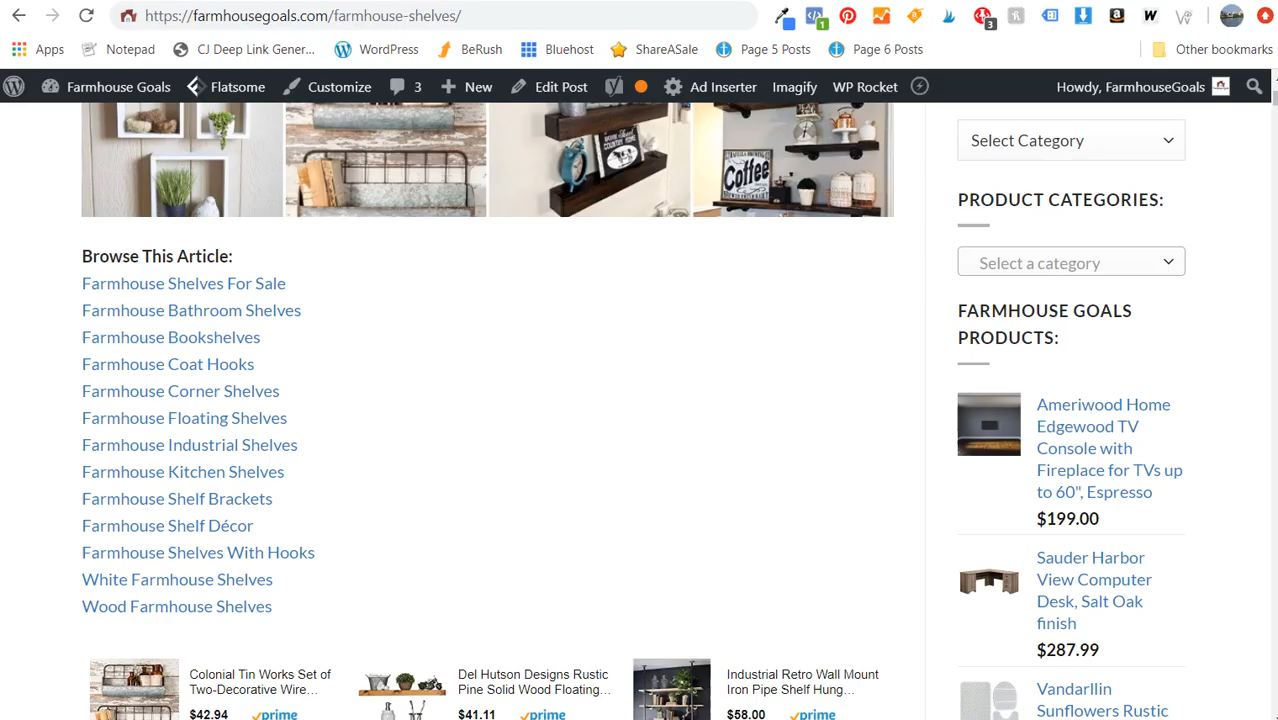 https://farmhousegoals.com/farmhouse-shelves/
1
3
Apps Notepad CJ Deep Link Gener... WordPress BeRush Bluehost ShareASale Page 5 Posts Page 6 Posts Other bookmarks
Farmhouse Goals Flatsome Customize 3 New Edit Post Ad Inserter Imagify WP Rocket Howdy, FarmhouseGoals
Coffee
Select Category
PRODUCT CATEGORIES:
Select a category
Browse This Article:
Farmhouse Shelves For Sale
Farmhouse Bathroom Shelves
Farmhouse Bookshelves
Farmhouse Coat Hooks
Farmhouse Corner Shelves
Farmhouse Floating Shelves
Farmhouse Industrial Shelves
Farmhouse Kitchen Shelves
Farmhouse Shelf Brackets
Farmhouse Shelf Décor
Farmhouse Shelves With Hooks
White Farmhouse Shelves
Wood Farmhouse Shelves
FARMHOUSE GOALS
PRODUCTS:
Ameriwood Home
Edgewood TV
Console with
Fireplace for TVs up
to 60", Espresso
$199.00
Sauder Harbor
View Computer
Desk, Salt Oak
finish
$287.99
Vandarllin
Sunflowers Rustic
Colonial Tin Works Set of
Two-Decorative Wire...
$42.94 prime
Del Hutson Designs Rustic
Pine Solid Wood Floating...
$41.11 prime
Industrial Retro Wall Mount
Iron Pipe Shelf Hung...
$58.00 prime